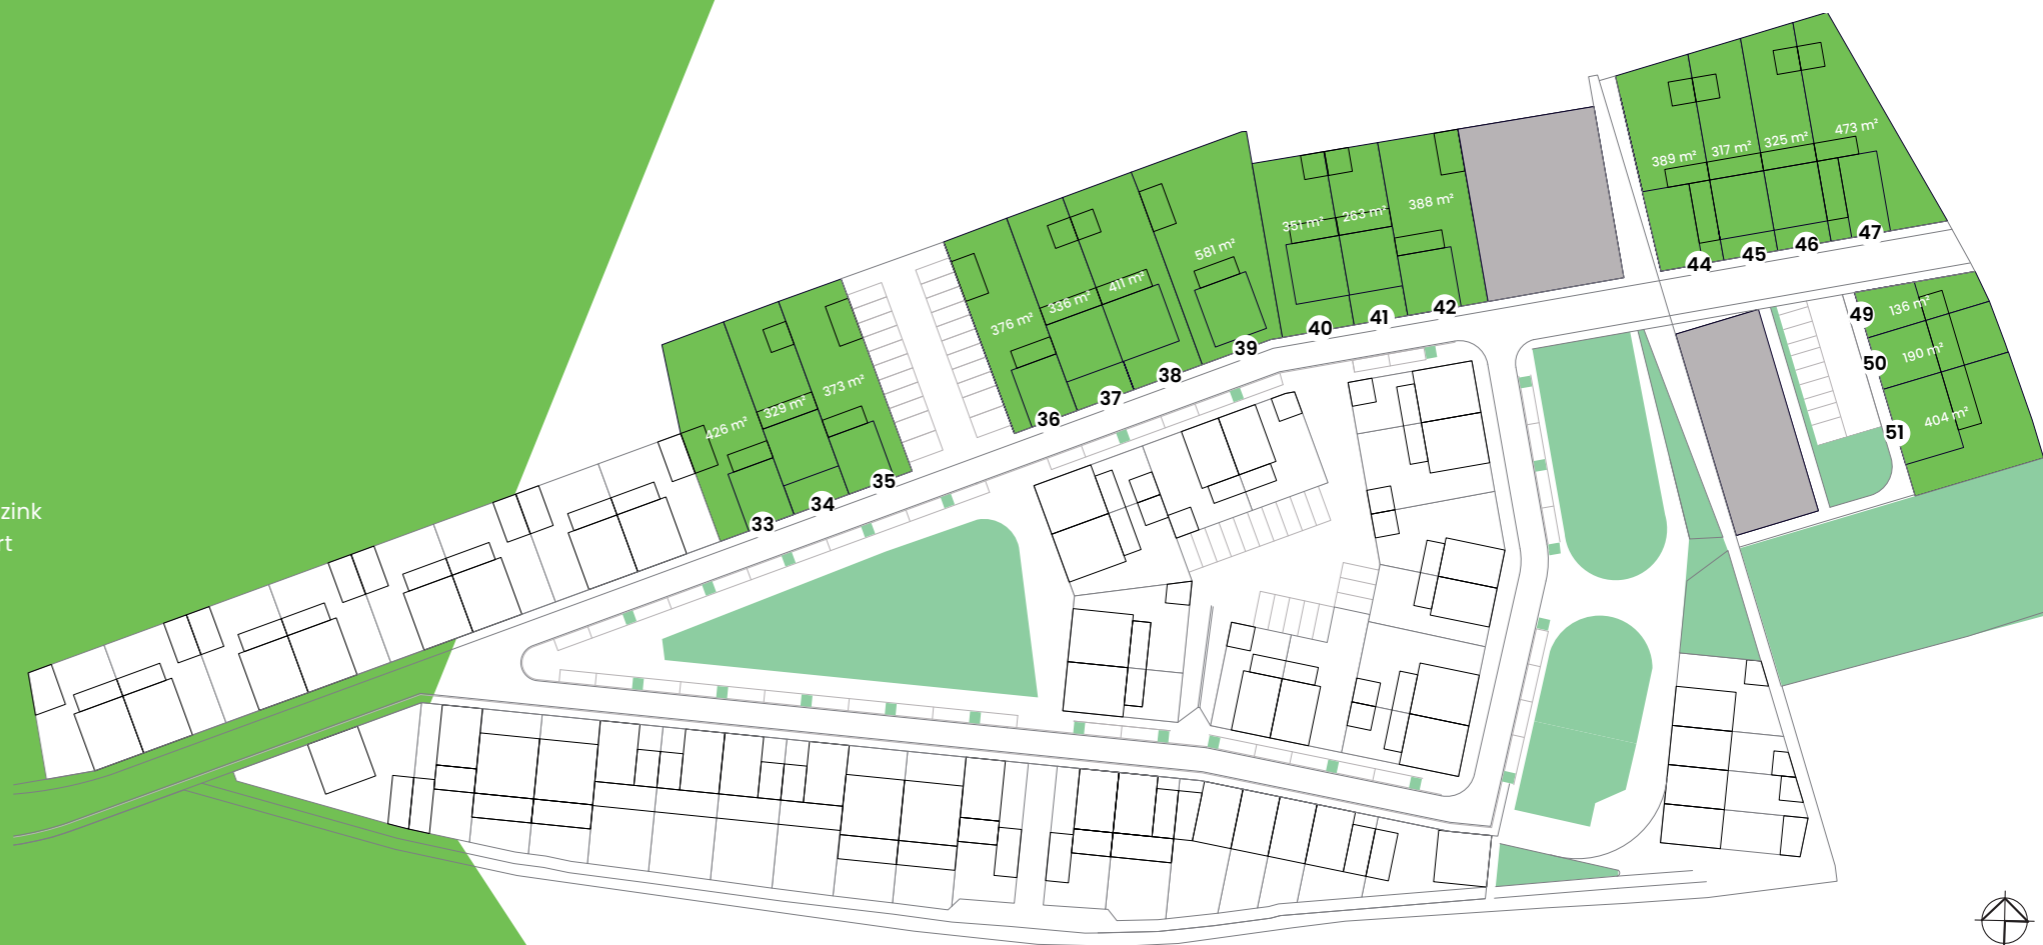 zink
rt
426 m²
329 m²
373 m²
376 m²
336 m²
411 m²
581 m²
351 m²
263 m²
388 m²
389 m²
317 m²
325 m²
473 m²
136 m²
190 m²
404 m²
33
34
35
36
37
38
39
40
41
42
44
45
46
47
49
50
51